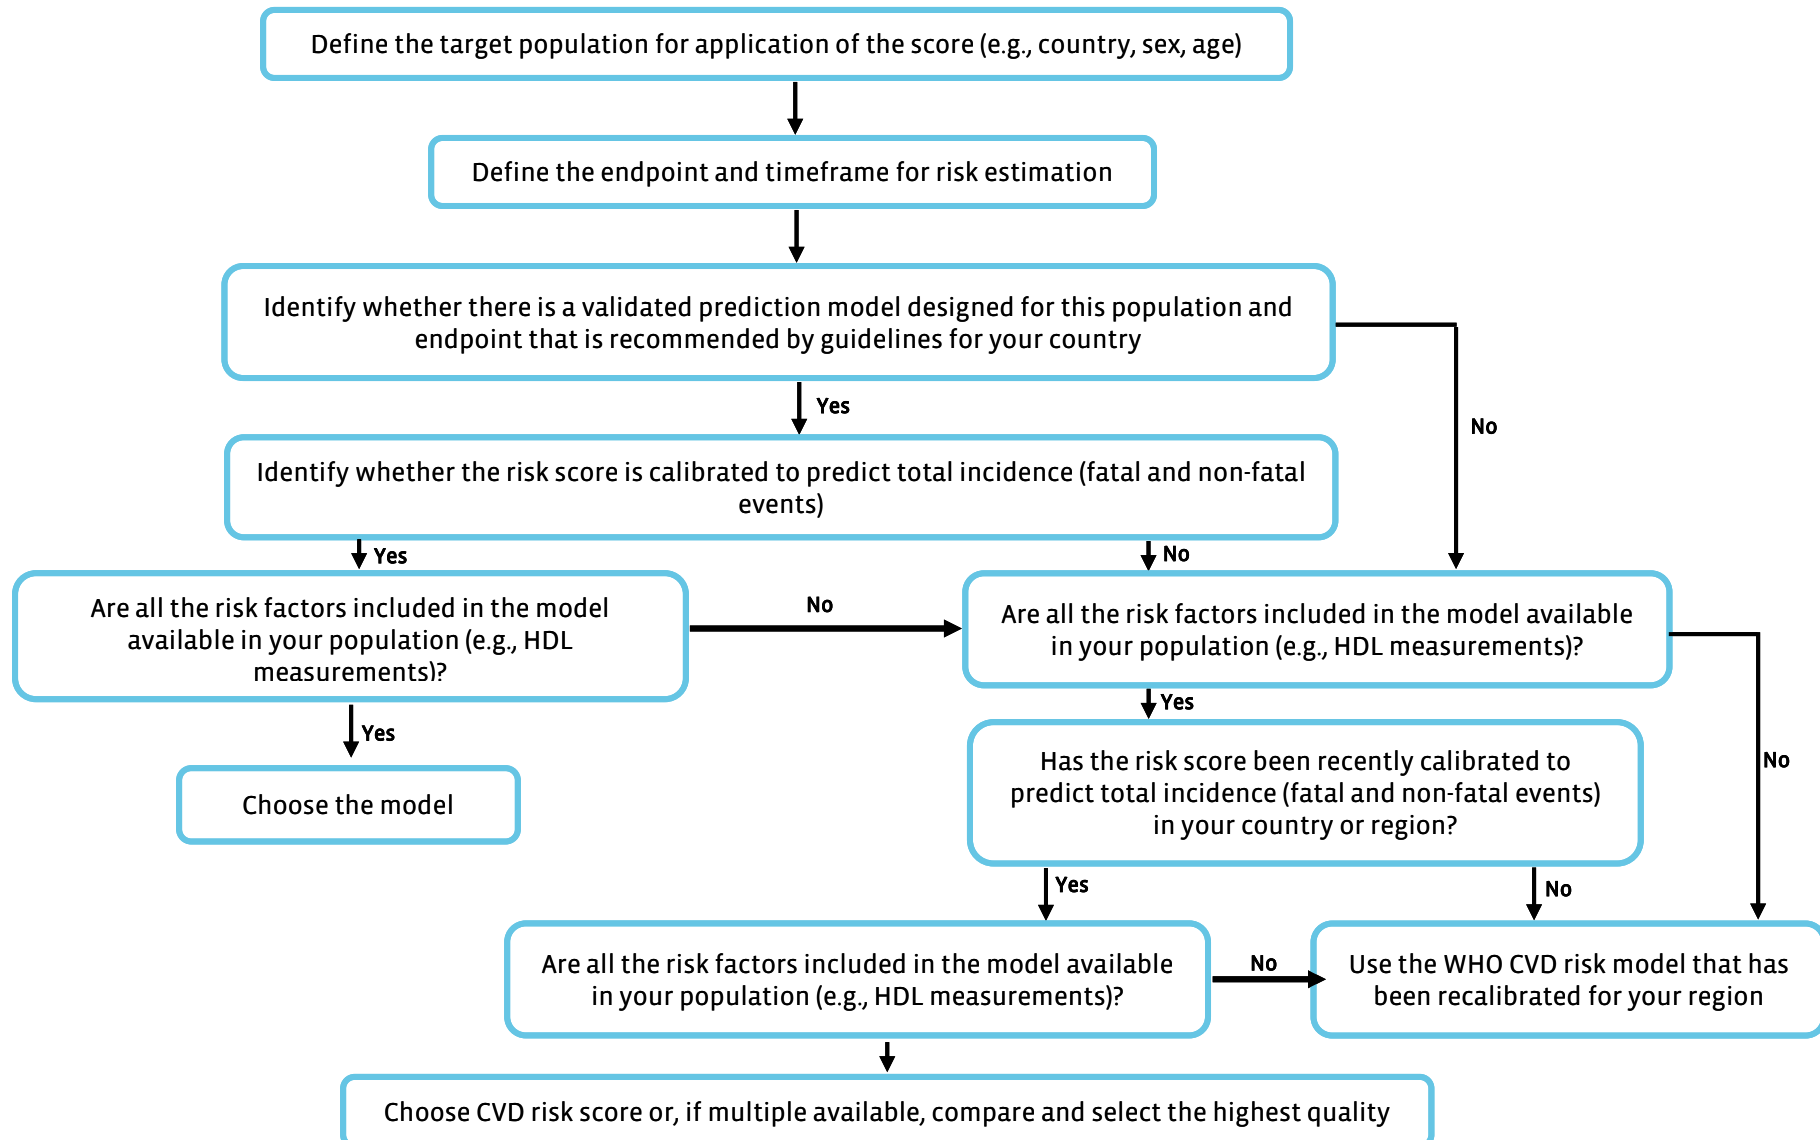 Define the target population for application of the score (e.g., country, sex, age)
Define the endpoint and timeframe for risk estimation
Identify whether there is a validated prediction model designed for this population and
endpoint that is recommended by guidelines for your country
Yes
No
Identify whether the risk score is calibrated to predict total incidence (fatal and non-fatal
events)
Yes
No
Are all the risk factors included in the model
available in your population (e.g., HDL
measurements)?
No
Are all the risk factors included in the model available
in your population (e.g., HDL measurements)?
Yes
Yes
No
Choose the model
Has the risk score been recently calibrated to
predict total incidence (fatal and non-fatal events)
in your country or region?
Yes
No
Are all the risk factors included in the model available
in your population (e.g., HDL measurements)?
No
Use the WHO CVD risk model that has
been recalibrated for your region
Choose CVD risk score or, if multiple available, compare and select the highest quality